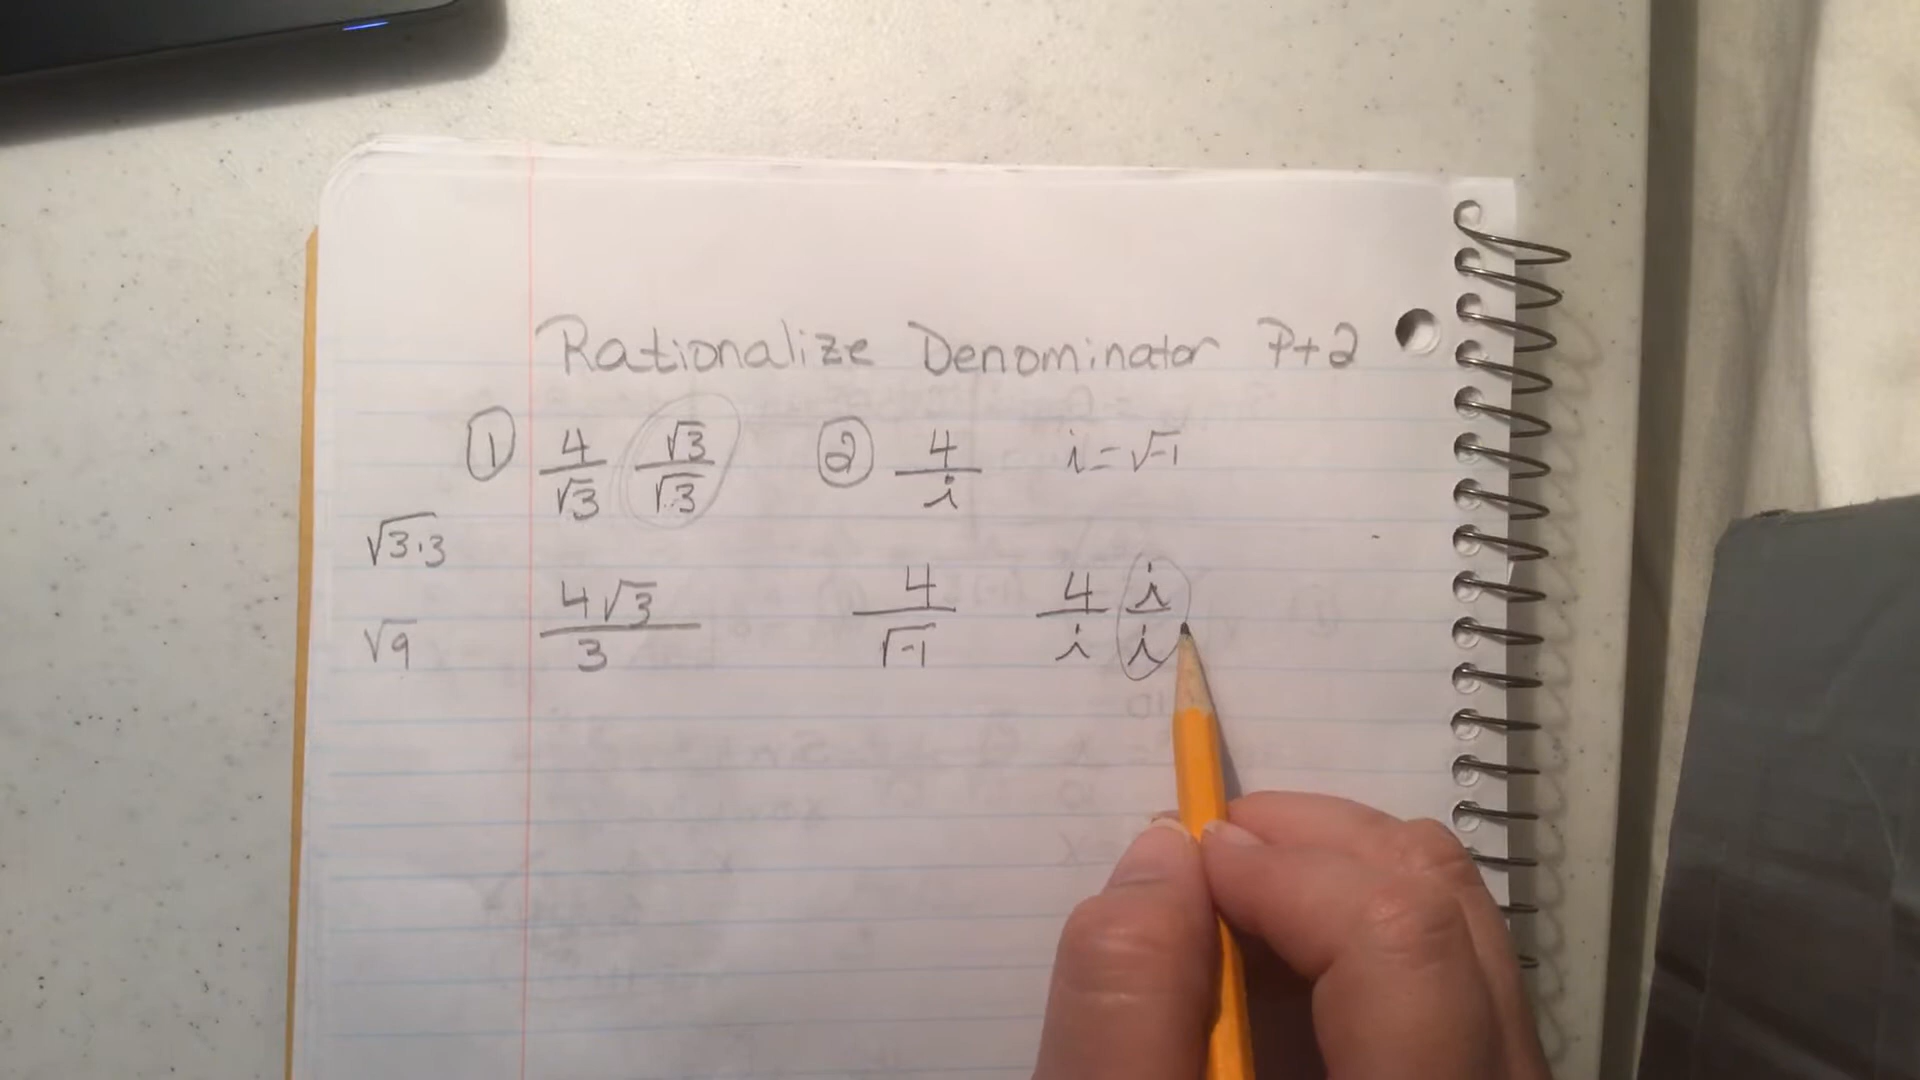 Rationalize Denominator Pt 2
① 4/√3 √3/√3 ② 4/i i=√-1
√3·3
4√3/3 4/√-1 4/i i/i
√9